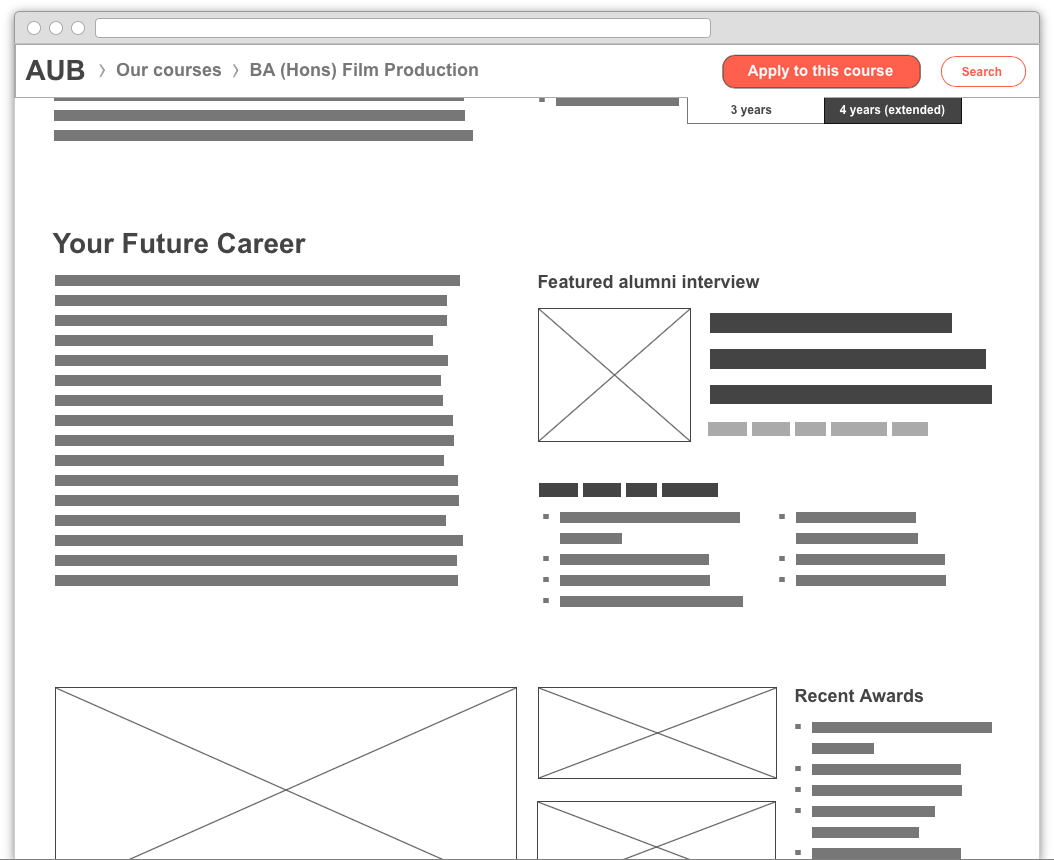 AUB › Our courses › BA (Hons) Film Production
Apply to this course
Search
3 years
4 years (extended)
Your Future Career
Featured alumni interview
Recent Awards